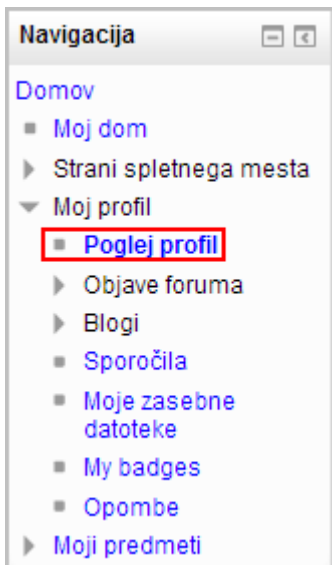 Navigacija
Domov
Moj dom
Strani spletnega mesta
Moj profil
Poglej profil
Objave foruma
Blogi
Sporočila
Moje zasebne
datoteke
My badges
Opombe
Moji predmeti